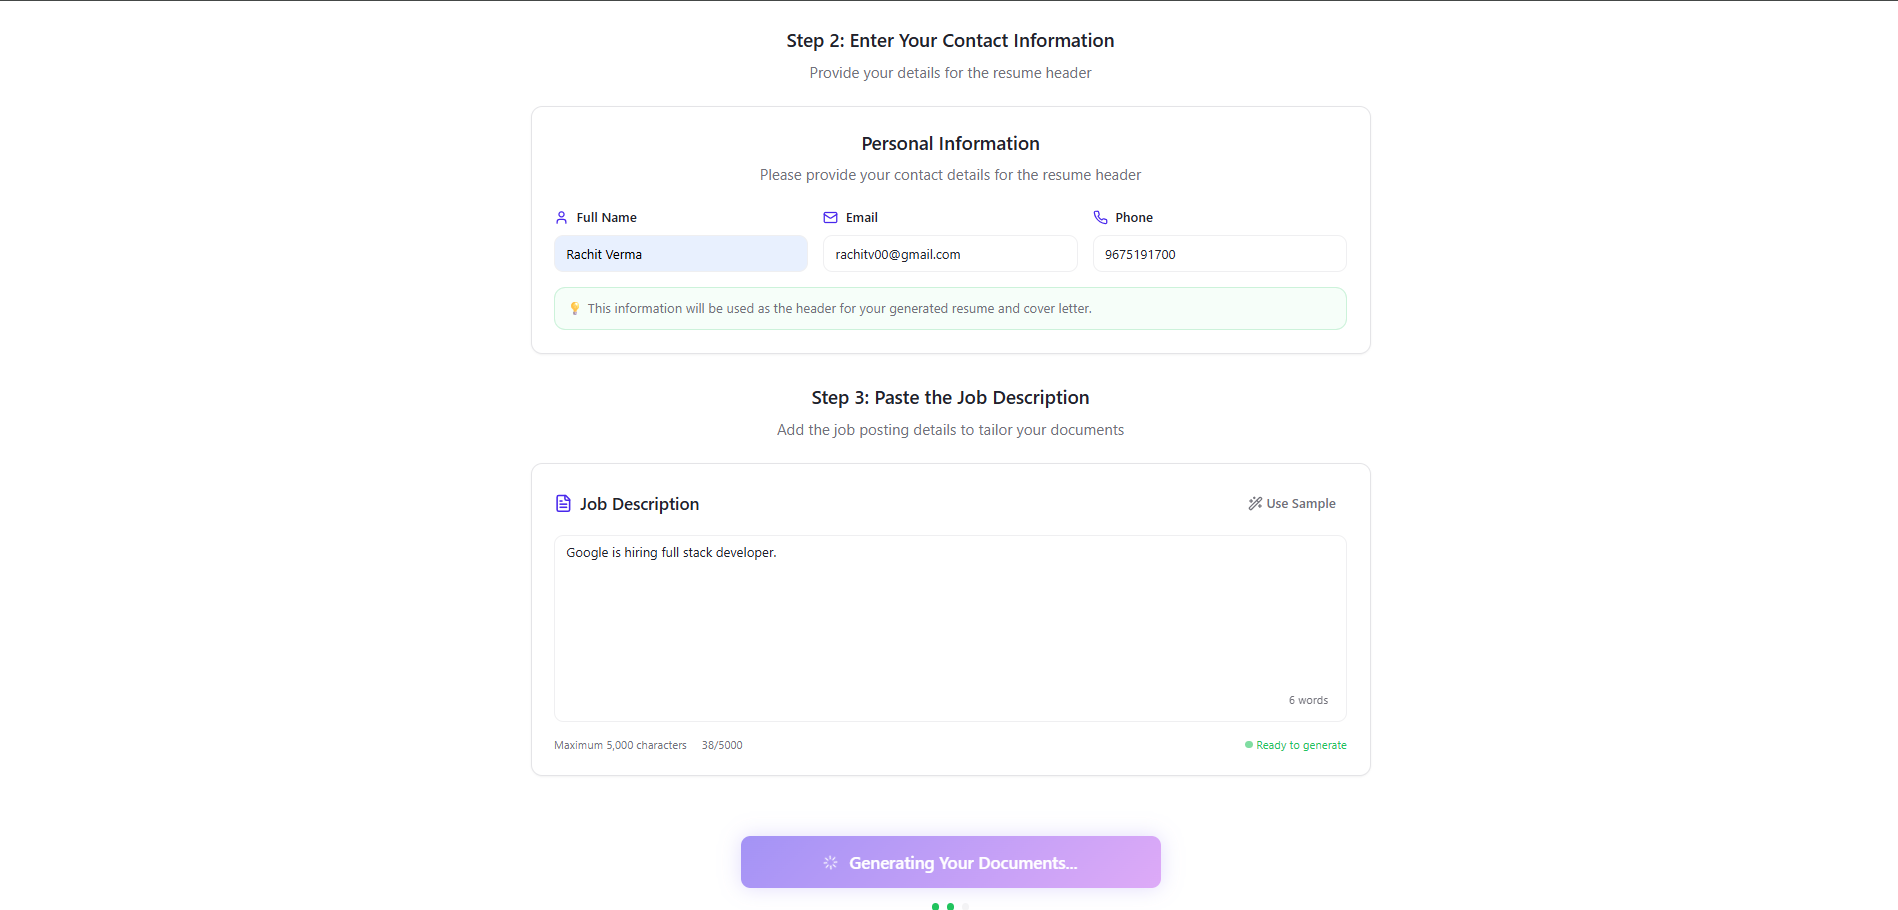 Step 2: Enter Your Contact Information
Provide your details for the resume header
Personal Information
Please provide your contact details for the resume header
Full Name
Email
Phone
Rachit Verma
rachitv00@gmail.com
9675191700
This information will be used as the header for your generated resume and cover letter.
Step 3: Paste the Job Description
Add the job posting details to tailor your documents
Job Description
Use Sample
Google is hiring full stack developer.
6 words
Maximum 5,000 characters
38/5000
Ready to generate
Generating Your Documents...